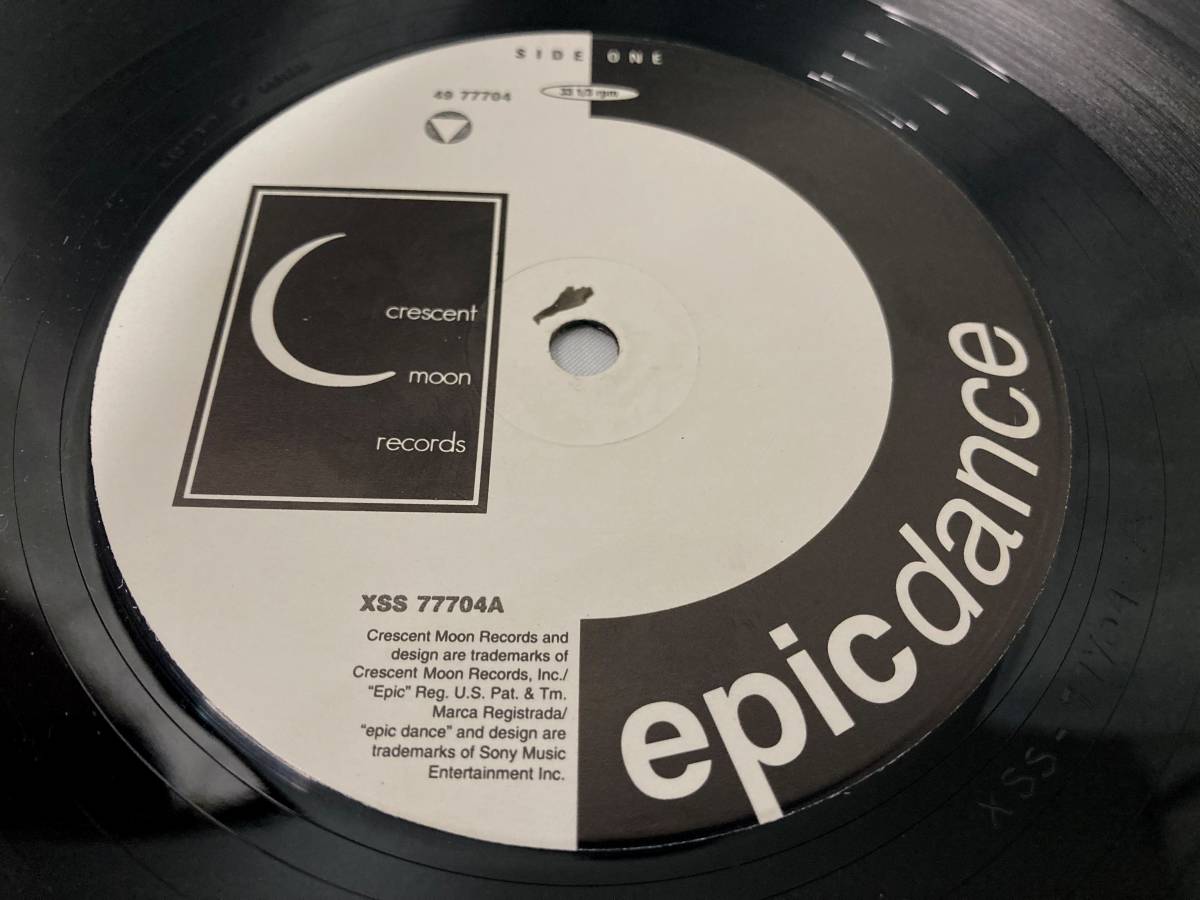 SIDE ONE
49 77704
33 1/3 rpm
crescent
moon
records
epicdance
XSS 77704A
Crescent Moon Records and
design are trademarks of
Crescent Moon Records, Inc./
"Epic" Reg. U.S. Pat. & Tm.
Marca Registrada/
"epic dance" and design are
trademarks of Sony Music
Entertainment Inc.
XSS-77704